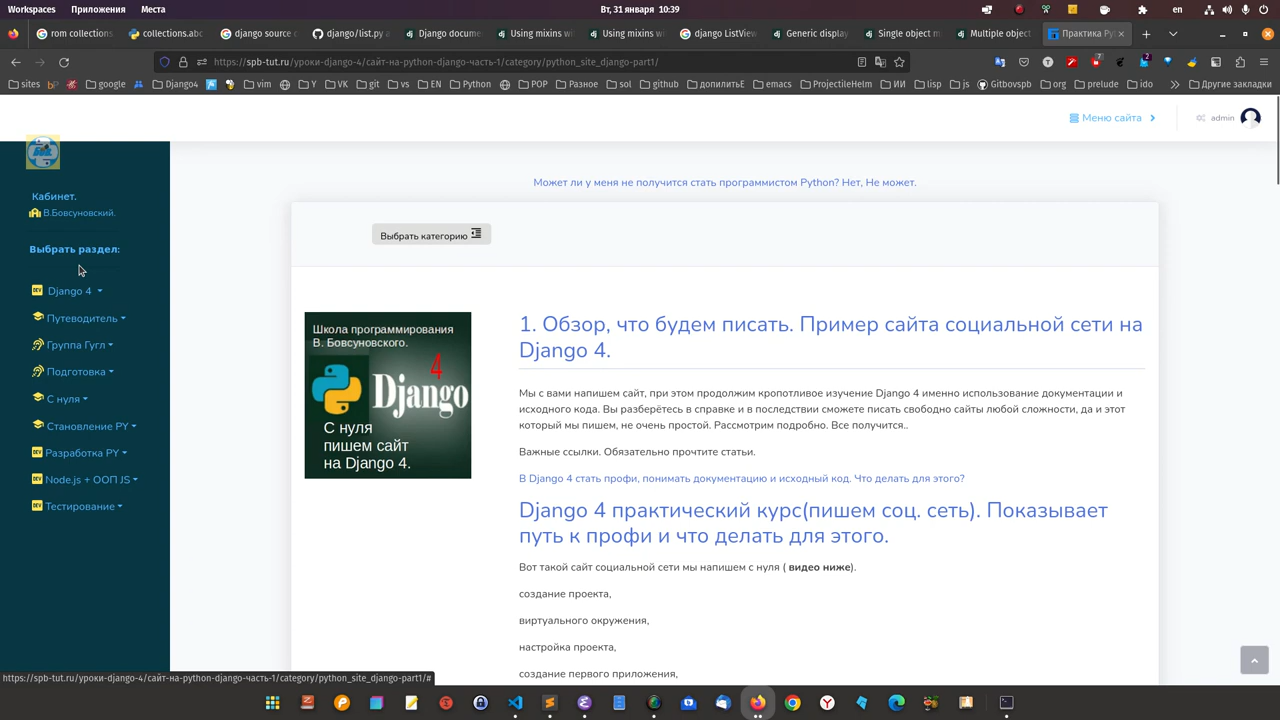 Workspaces Приложения Места Вт, 31 января 10:39 en
rom collections collections.abc django source c django/list.py a Django docume Using mixins wi Using mixins wi django ListView Generic display Single object m Multiple object Практика Py
https://spb-tut.ru/уроки-django-4/сайт-на-python-django-часть-1/category/python_site_django-part1/
sites google Django4 vim Y VK git vs EN Python POP Разное sol github допилитьЕ emacs ProjectileHelm ИИ lisp js Gitbovspb org prelude ido Другие закладки
Меню сайта admin
Кабинет.
В.Бовсуновский.
Выбрать раздел:
Django 4
Путеводитель
Группа Гугл
Подготовка
С нуля
Становление PY
Разработка PY
Node.js + ООП JS
Тестирование
Может ли у меня не получится стать программистом Python? Нет, Не может.
Выбрать категорию
Школа программирования
В. Бовсуновского.
4
Django
С нуля
пишем сайт
на Django 4.
1. Обзор, что будем писать. Пример сайта социальной сети на
Django 4.
Мы с вами напишем сайт, при этом продолжим кропотливое изучение Django 4 именно использование документации и
исходного кода. Вы разберётесь в справке и в последствии сможете писать свободно сайты любой сложности, да и этот
который мы пишем, не очень простой. Рассмотрим подробно. Все получится..
Важные ссылки. Обязательно прочтите статьи.
В Django 4 стать профи, понимать документацию и исходный код. Что делать для этого?
Django 4 практический курс(пишем соц. сеть). Показывает
путь к профи и что делать для этого.
Вот такой сайт социальной сети мы напишем с нуля ( видео ниже).
создание проекта,
виртуального окружения,
настройка проекта,
создание первого приложения,
https://spb-tut.ru/уроки-django-4/сайт-на-python-django-часть-1/category/python_site_django-part1/#